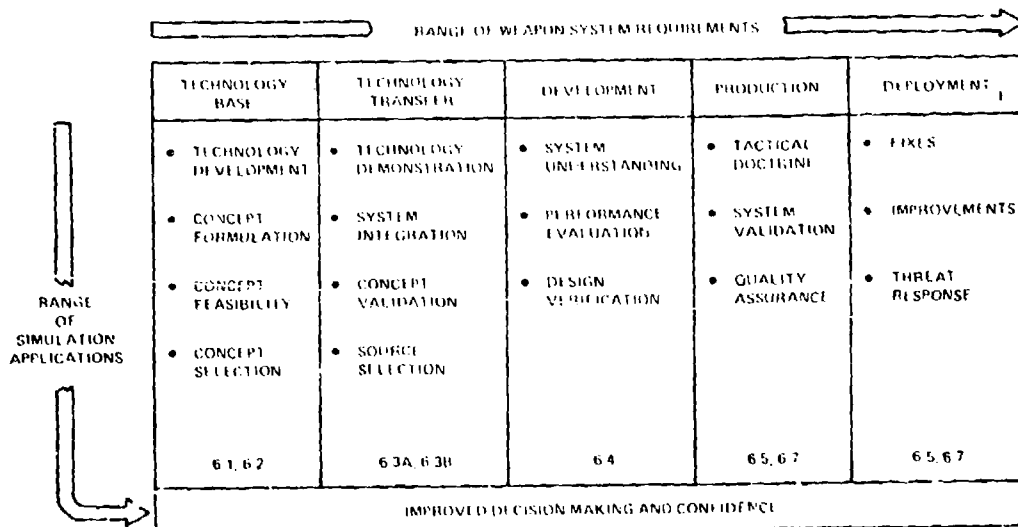 RANGE OF WEAPON SYSTEM REQUIREMENTS
TECHNOLOGY
BASE
TECHNOLOGY
TRANSFER
DEVELOPMENT
PRODUCTION
DEPLOYMENT
• TECHNOLOGY
DEVELOPMENT
• CONCEPT
FORMULATION
• CONCEPT
FEASIBILITY
• CONCEPT
SELECTION
6.1, 6.2
• TECHNOLOGY
DEMONSTRATION
• SYSTEM
INTEGRATION
• CONCEPT
VALIDATION
• SOURCE
SELECTION
6.3A, 6.3B
• SYSTEM
UNDERSTANDING
• PERFORMANCE
EVALUATION
• DESIGN
VERIFICATION
6.4
• TACTICAL
DOCTRINE
• SYSTEM
VALIDATION
• QUALITY
ASSURANCE
6.5, 6.7
• FIXES
• IMPROVEMENTS
• THREAT
RESPONSE
6.5, 6.7
RANGE
OF
SIMULATION
APPLICATIONS
IMPROVED DECISION MAKING AND CONFIDENCE